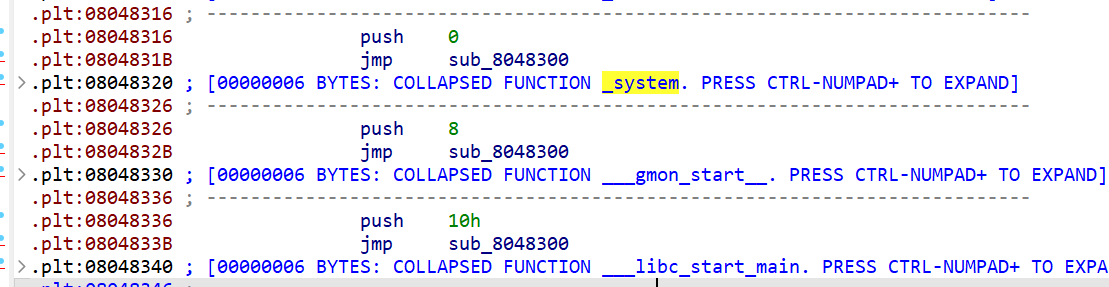 .plt:08048316 ; ---------------------------------------------------------------------------
.plt:08048316 push 0
.plt:0804831B jmp sub_8048300
>.plt:08048320 ; [00000006 BYTES: COLLAPSED FUNCTION _system. PRESS CTRL-NUMPAD+ TO EXPAND]
.plt:08048326 ; ---------------------------------------------------------------------------
.plt:08048326 push 8
.plt:0804832B jmp sub_8048300
>.plt:08048330 ; [00000006 BYTES: COLLAPSED FUNCTION ___gmon_start__. PRESS CTRL-NUMPAD+ TO EXPAND]
.plt:08048336 ; ---------------------------------------------------------------------------
.plt:08048336 push 10h
.plt:0804833B jmp sub_8048300
>.plt:08048340 ; [00000006 BYTES: COLLAPSED FUNCTION ___libc_start_main. PRESS CTRL-NUMPAD+ TO EXPA